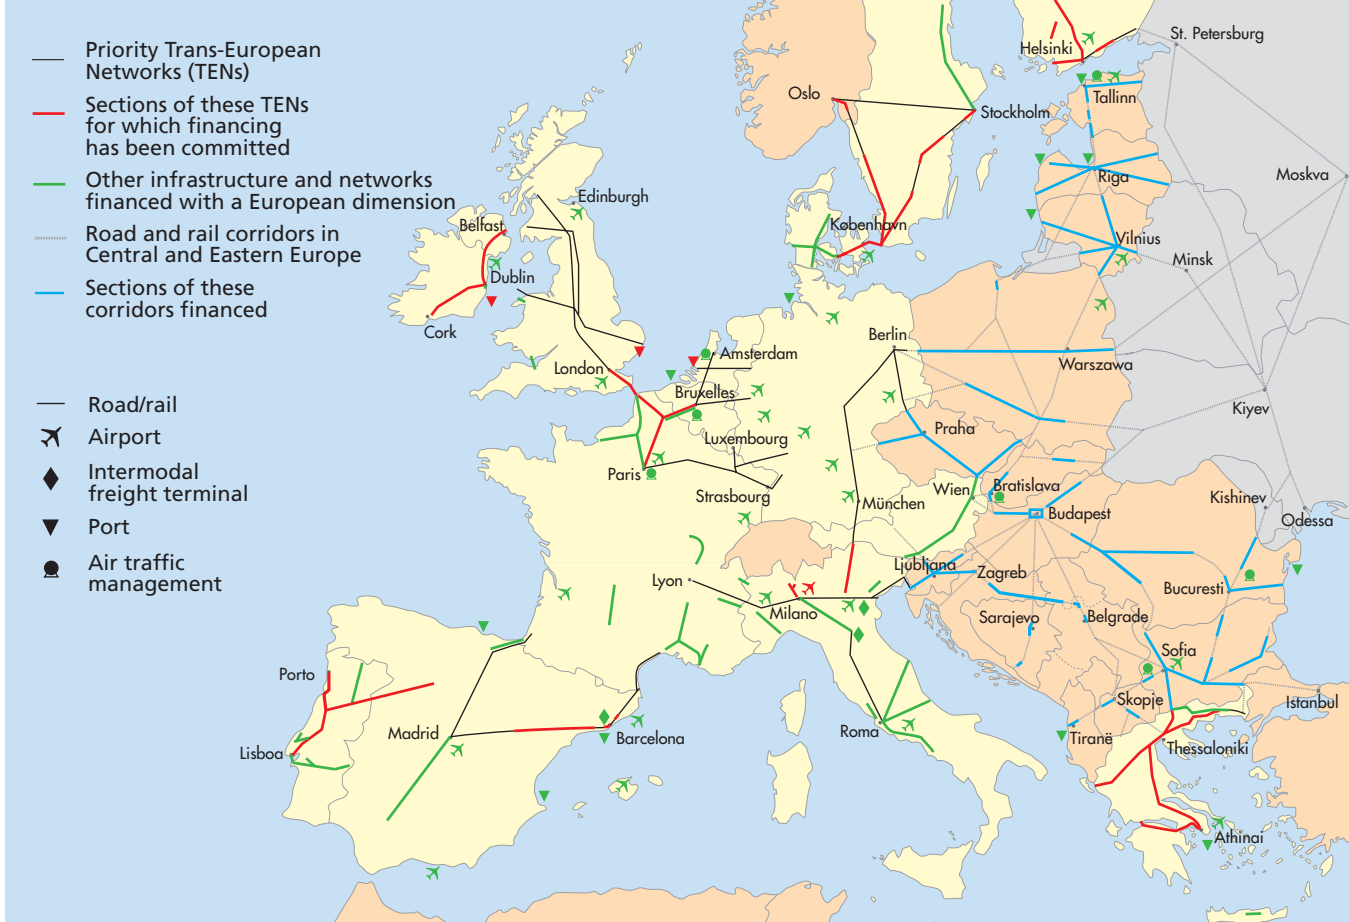 Priority Trans-European
Networks (TENs)
Sections of these TENs
for which financing
has been committed
Other infrastructure and networks
financed with a European dimension
Road and rail corridors in
Central and Eastern Europe
Sections of these
corridors financed
Road/rail
Airport
Intermodal
freight terminal
Port
Air traffic
management
St. Petersburg
Helsinki
Oslo
Tallinn
Stockholm
Moskva
Riga
Edinburgh
Belfast
København
Vilnius
Minsk
Dublin
Cork
Berlin
Amsterdam
Warszawa
London
Bruxelles
Kiyev
Praha
Luxembourg
Paris
Strasbourg
München
Wien
Bratislava
Budapest
Kishinev
Odessa
Ljubljana
Zagreb
Lyon
Bucuresti
Milano
Sarajevo
Belgrade
Sofia
Porto
Skopje
Istanbul
Madrid
Barcelona
Roma
Tiranë
Thessaloniki
Lisboa
Athinai